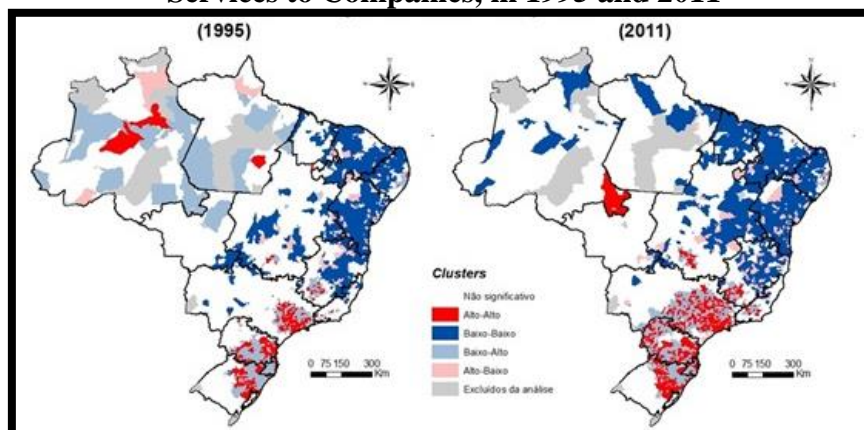 Services to Companies, in 1995 and 2011
(1995)
(2011)
Clusters
Não significativo
Alto-Alto
Baixo-Baixo
Baixo-Alto
Alto-Baixo
Excluídos da análise
0 75 150 300
Km
0 75 150 300
Km